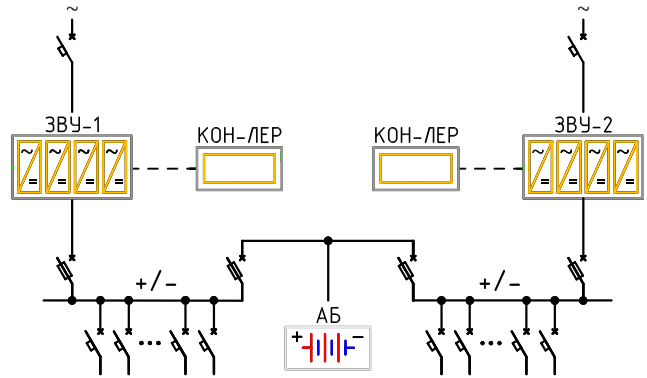 ~ ~
ЗВУ-1 КОН-ЛЕР КОН-ЛЕР ЗВУ-2
~ ~ ~ ~ ~ ~ ~ ~
= = = = = = = =
+/- +/-
АБ
+ −